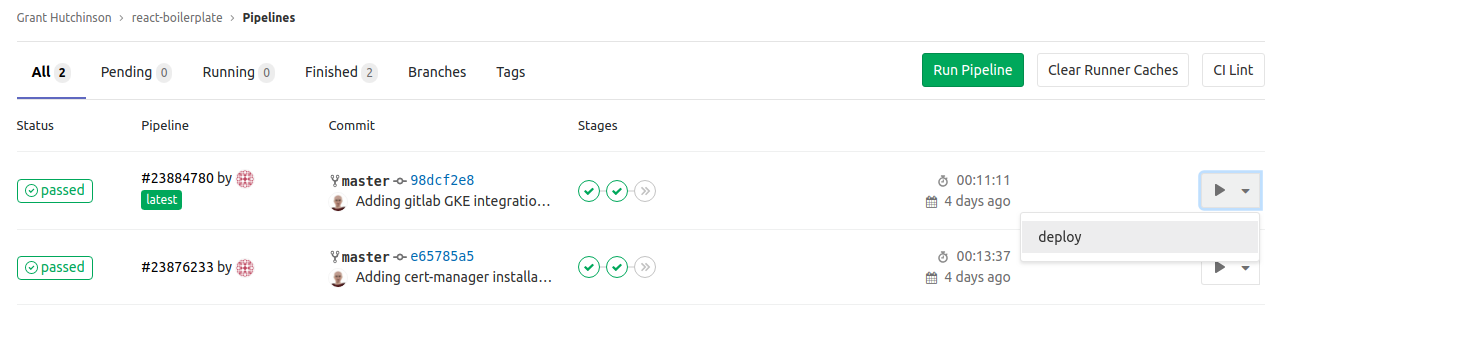 Grant Hutchinson › react-boilerplate › Pipelines
All 2 Pending 0 Running 0 Finished 2 Branches Tags Run Pipeline Clear Runner Caches CI Lint
Status Pipeline Commit Stages
passed #23884780 by master 98dcf2e8 00:11:11
latest Adding gitlab GKE integratio… 4 days ago
deploy
passed #23876233 by master e65785a5 00:13:37
Adding cert-manager installa… 4 days ago